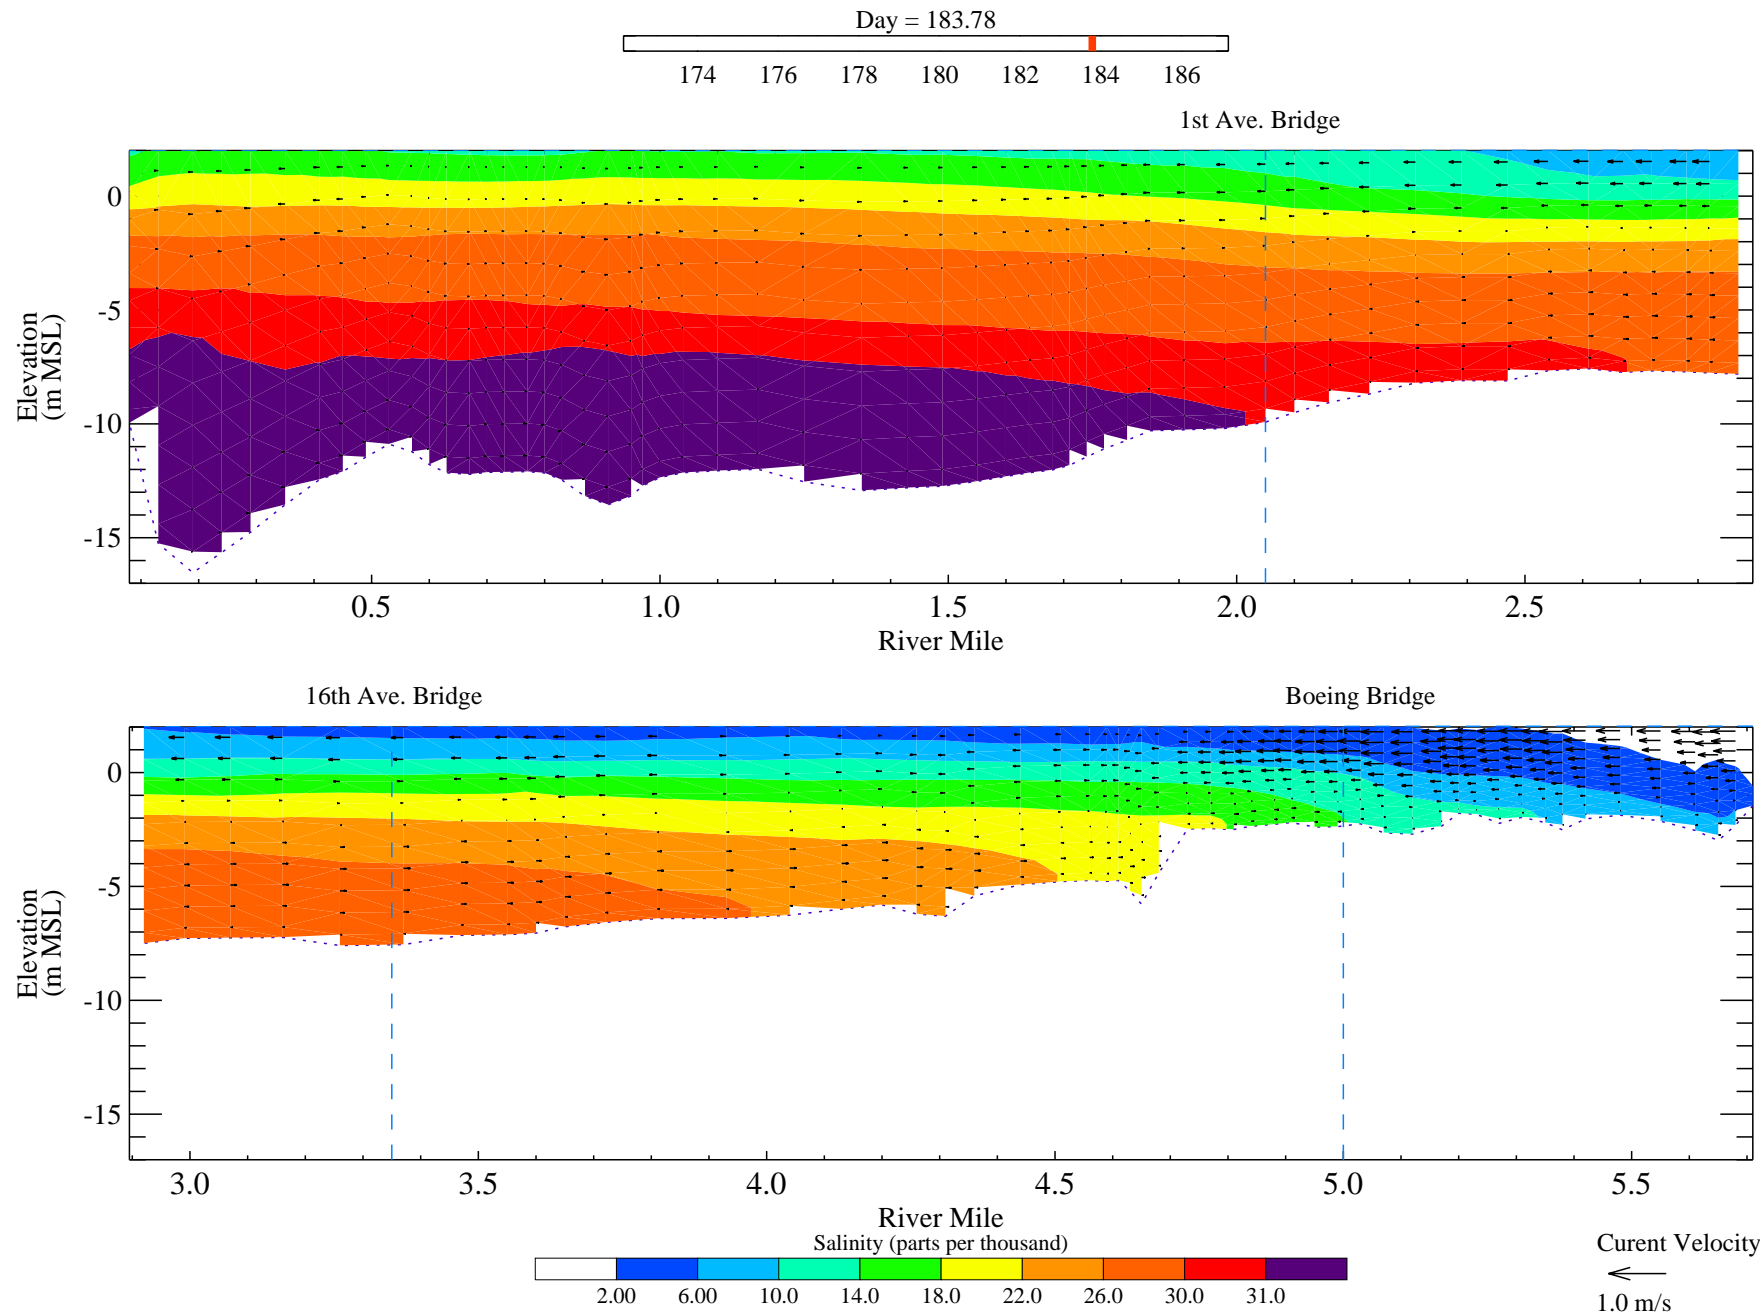 Day = 183.78
174 176 178 180 182 184 186
1st Ave. Bridge
0
-5
-10
-15
Elevation
(m MSL)
0.5 1.0 1.5 2.0 2.5
River Mile
16th Ave. Bridge Boeing Bridge
0
-5
-10
-15
Elevation
(m MSL)
3.0 3.5 4.0 4.5 5.0 5.5
River Mile
Salinity (parts per thousand)
2.00 6.00 10.0 14.0 18.0 22.0 26.0 30.0 31.0
Curent Velocity
1.0 m/s